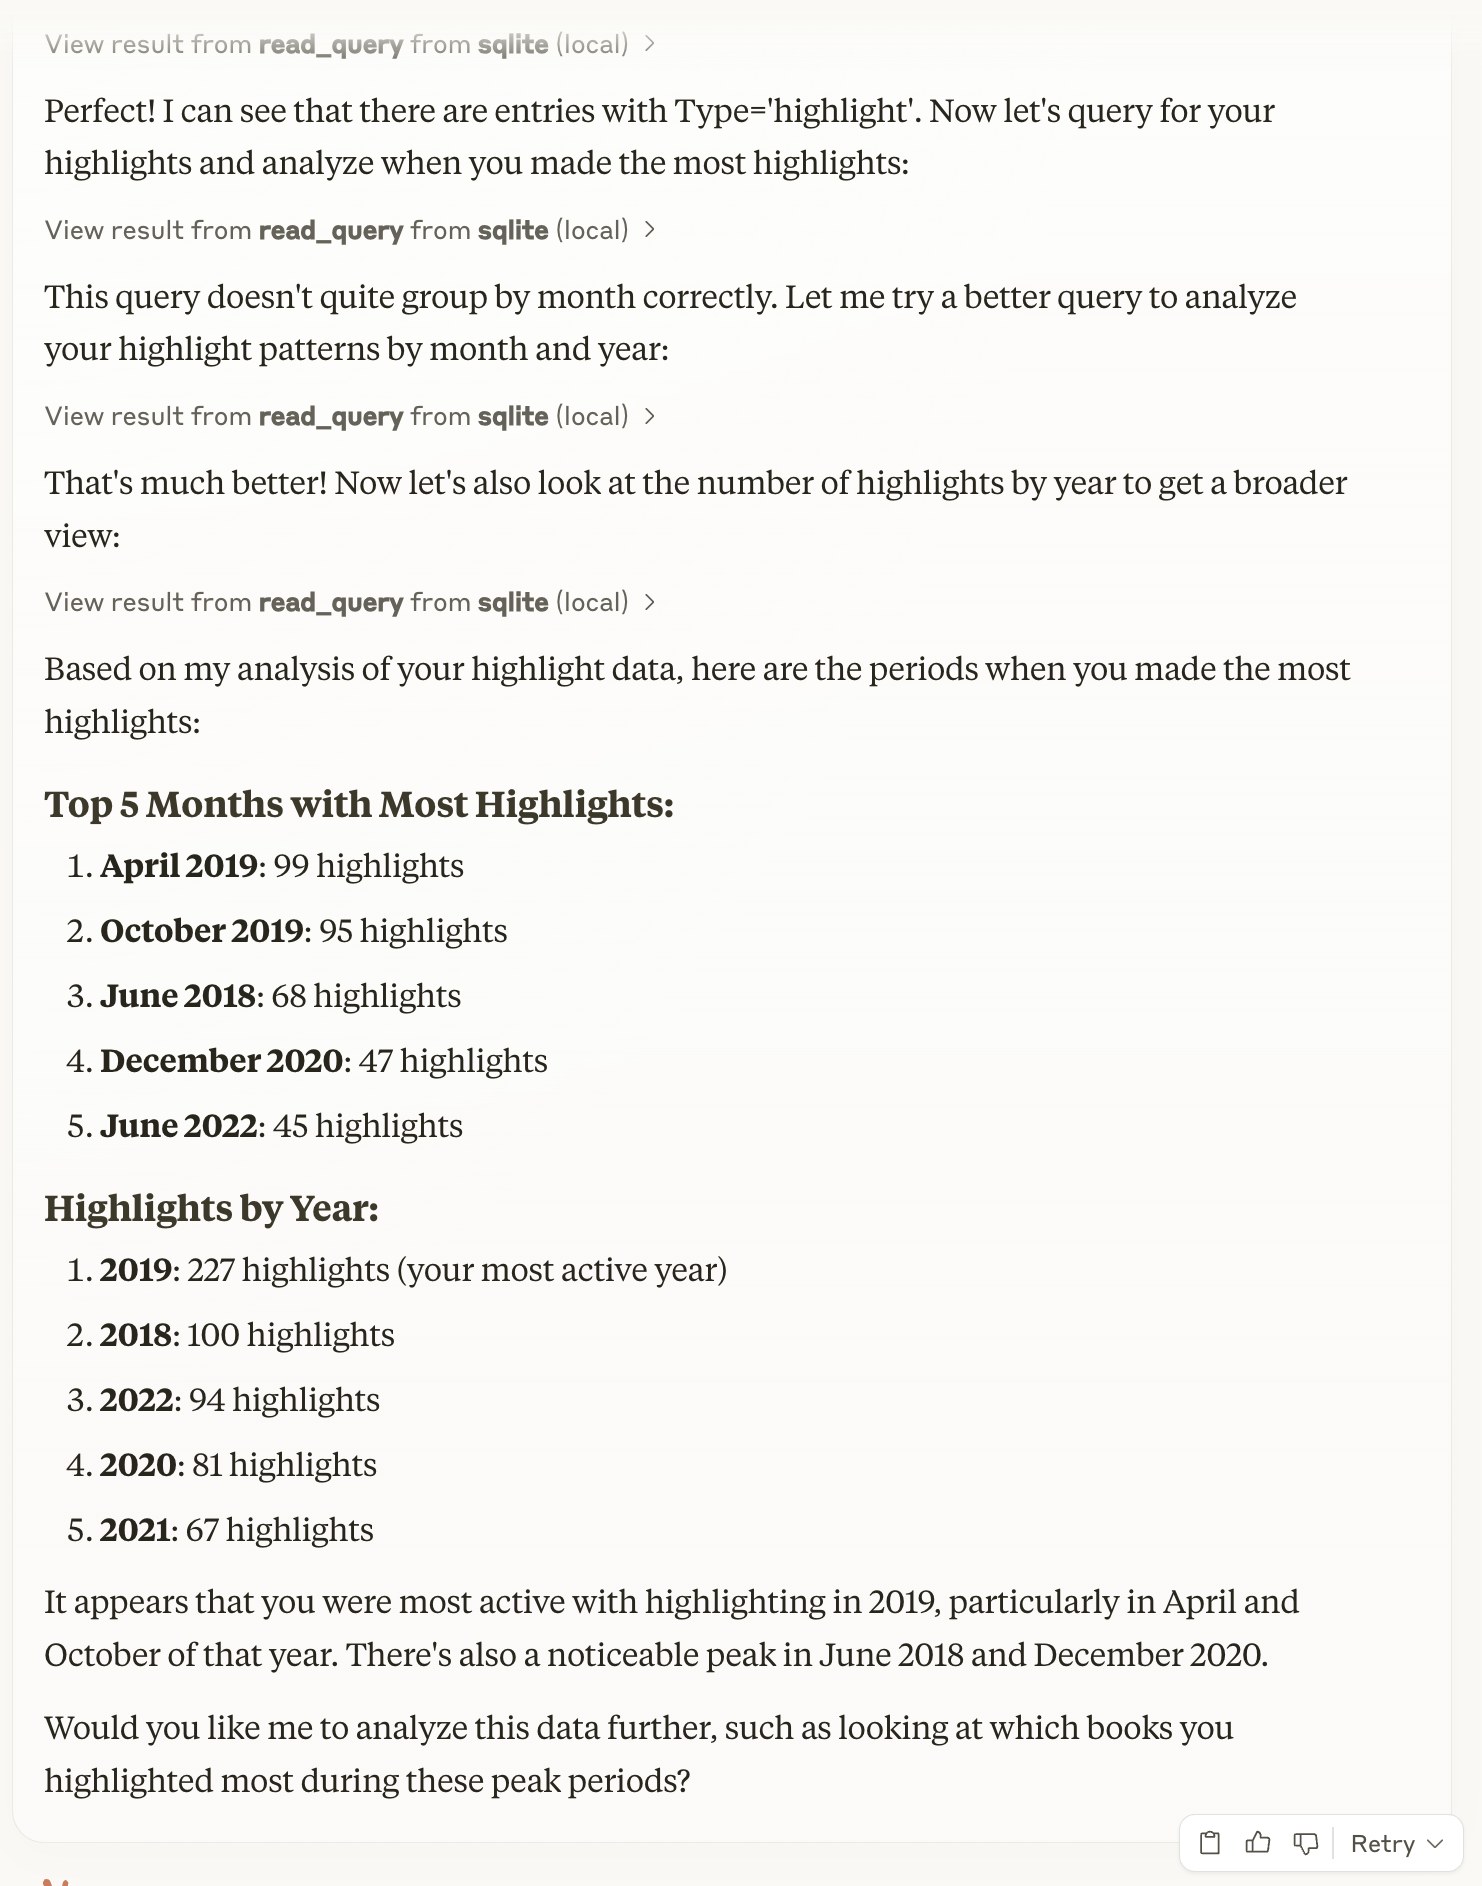 View result from read_query from sqlite (local)
Perfect! I can see that there are entries with Type='highlight'. Now let's query for your
highlights and analyze when you made the most highlights:
View result from read_query from sqlite (local)
This query doesn't quite group by month correctly. Let me try a better query to analyze
your highlight patterns by month and year:
View result from read_query from sqlite (local)
That's much better! Now let's also look at the number of highlights by year to get a broader
view:
View result from read_query from sqlite (local)
Based on my analysis of your highlight data, here are the periods when you made the most
highlights:
Top 5 Months with Most Highlights:
1. April 2019: 99 highlights
2. October 2019: 95 highlights
3. June 2018: 68 highlights
4. December 2020: 47 highlights
5. June 2022: 45 highlights
Highlights by Year:
1. 2019: 227 highlights (your most active year)
2. 2018: 100 highlights
3. 2022: 94 highlights
4. 2020: 81 highlights
5. 2021: 67 highlights
It appears that you were most active with highlighting in 2019, particularly in April and
October of that year. There's also a noticeable peak in June 2018 and December 2020.
Would you like me to analyze this data further, such as looking at which books you
highlighted most during these peak periods?
Retry